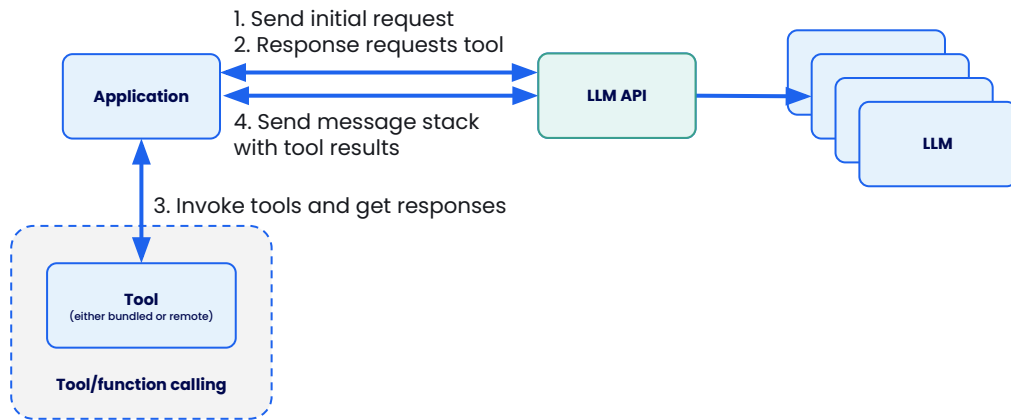 1. Send initial request
2. Response requests tool
Application
LLM API
4. Send message stack
with tool results
LLM
3. Invoke tools and get responses
Tool
(either bundled or remote)
Tool/function calling